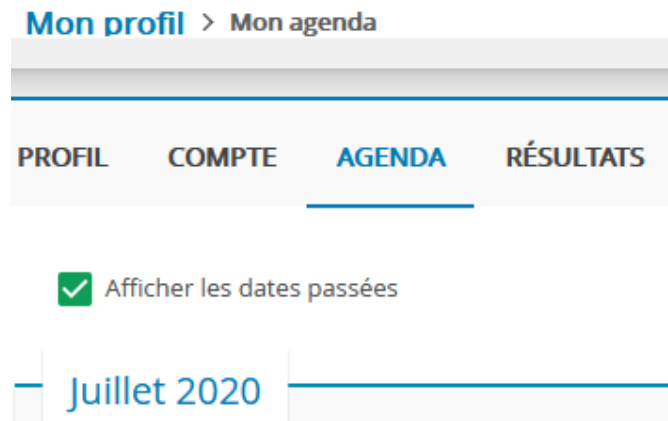 Mon profil > Mon agenda
PROFIL COMPTE AGENDA RÉSULTATS
Afficher les dates passées
Juillet 2020